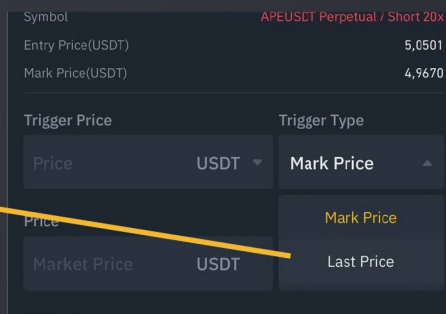 Symbol APEUSDT Perpetual / Short 20x
Entry Price(USDT) 5,0501
Mark Price(USDT) 4,9670
Trigger Price Trigger Type
Price USDT Mark Price
Price Mark Price
Market Price USDT Last Price